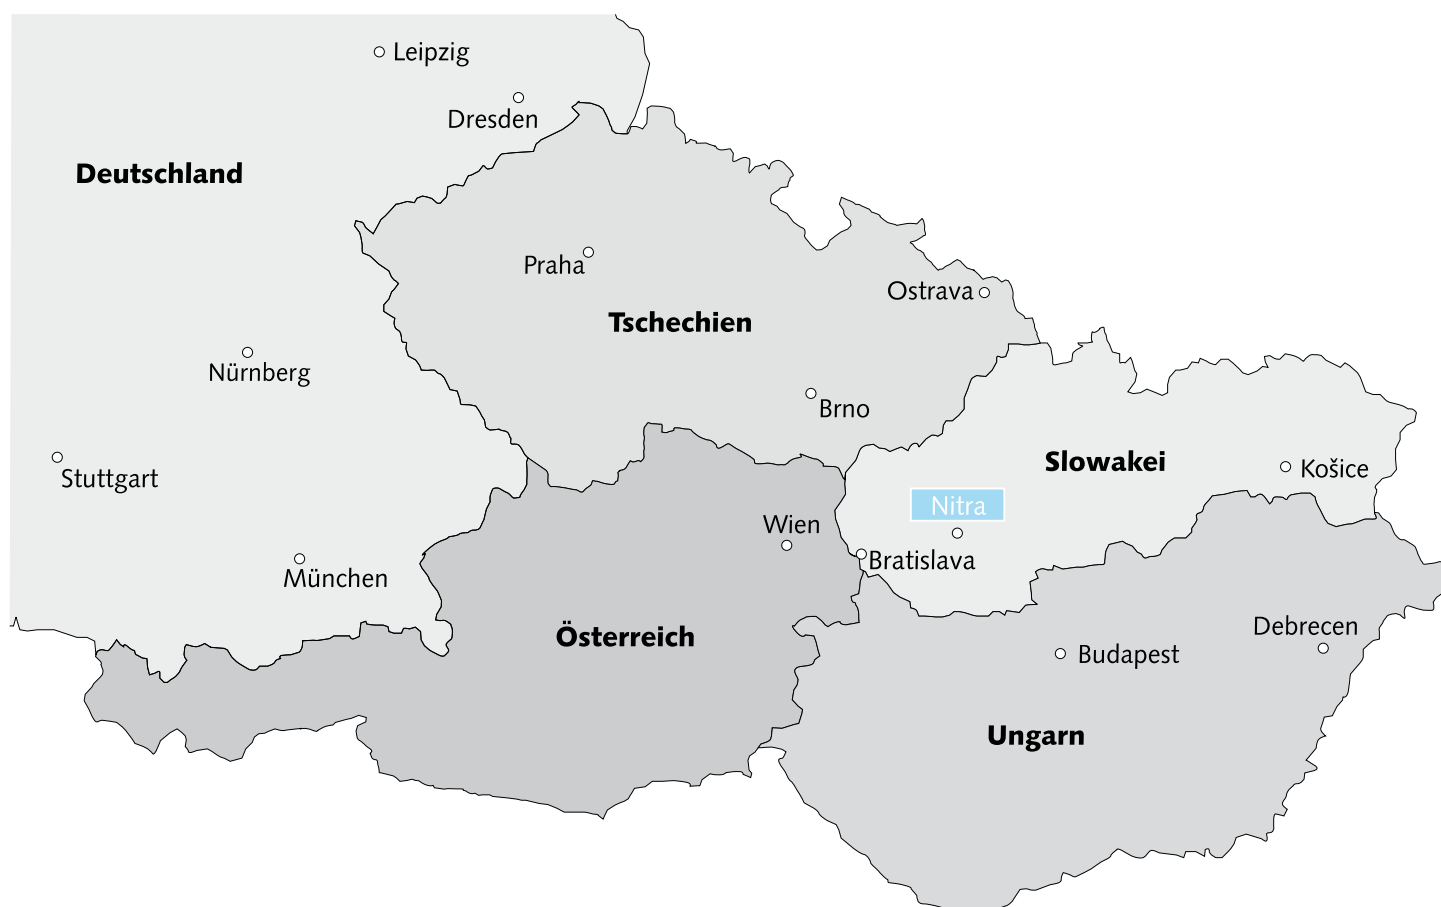 Leipzig
Dresden
Deutschland
Praha
Ostrava
Tschechien
Nürnberg
Brno
Slowakei
Košice
Stuttgart
Nitra
Wien
Bratislava
München
Österreich
Debrecen
Budapest
Ungarn